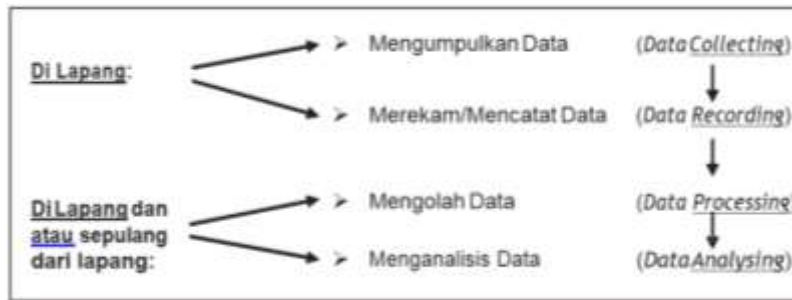 Di Lapang:
➢ Mengumpulkan Data (Data Collecting)
➢ Merekam/Mencatat Data (Data Recording)
Di Lapang dan
atau sepulang
dari lapang:
➢ Mengolah Data (Data Processing)
➢ Menganalisis Data (Data Analysing)